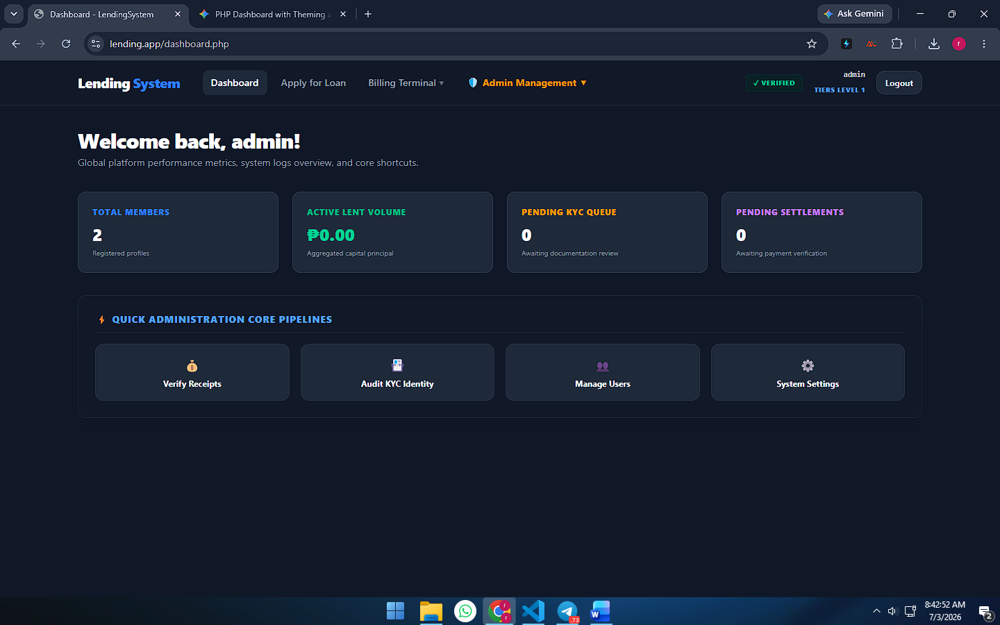 Dashboard - LendingSystem
PHP Dashboard with Theming a
Ask Gemini
lending.app/dashboard.php
r
Lending System
Dashboard
Apply for Loan
Billing Terminal ▾
Admin Management ▼
✓ VERIFIED
admin
TIERS LEVEL 1
Logout
Welcome back, admin!
Global platform performance metrics, system logs overview, and core shortcuts.
TOTAL MEMBERS
2
Registered profiles
ACTIVE LENT VOLUME
₱0.00
Aggregated capital principal
PENDING KYC QUEUE
0
Awaiting documentation review
PENDING SETTLEMENTS
0
Awaiting payment verification
QUICK ADMINISTRATION CORE PIPELINES
Verify Receipts
Audit KYC Identity
Manage Users
System Settings
r
r
73
W
8:42:52 AM
7/3/2026
2